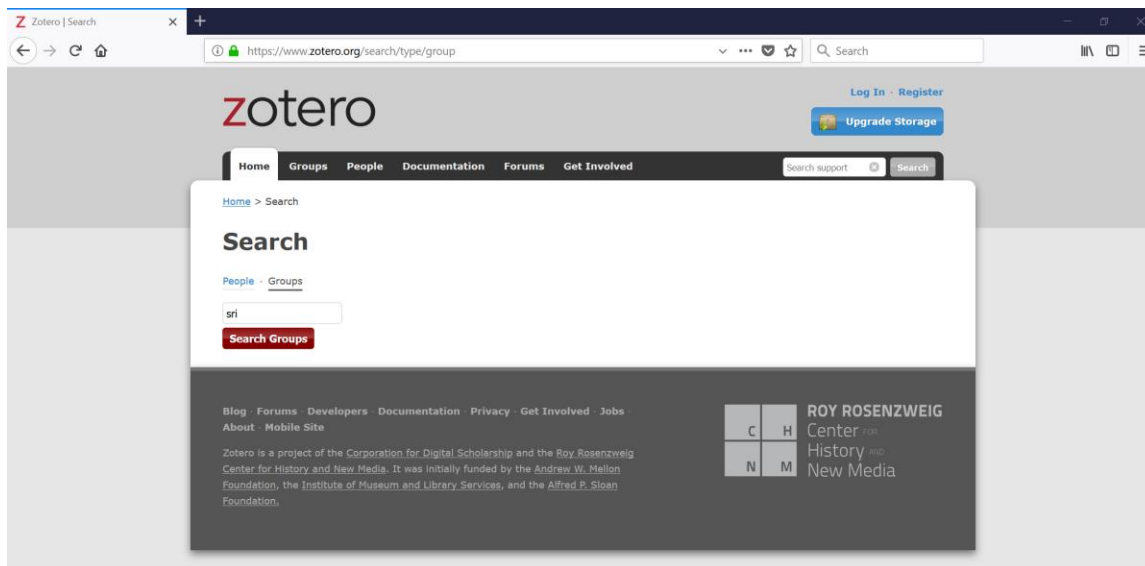 Z Zotero | Search
https://www.zotero.org/search/type/group
Search
zotero
Log In · Register
Upgrade Storage
Home Groups People Documentation Forums Get Involved
Search support Search
Home > Search
Search
People · Groups
sri
Search Groups
Blog · Forums · Developers · Documentation · Privacy · Get Involved · Jobs ·
About · Mobile Site
Zotero is a project of the Corporation for Digital Scholarship and the Roy Rosenzweig
Center for History and New Media. It was initially funded by the Andrew W. Mellon
Foundation, the Institute of Museum and Library Services, and the Alfred P. Sloan
Foundation.
C H
N M
ROY ROSENZWEIG
Center FOR
History AND
New Media